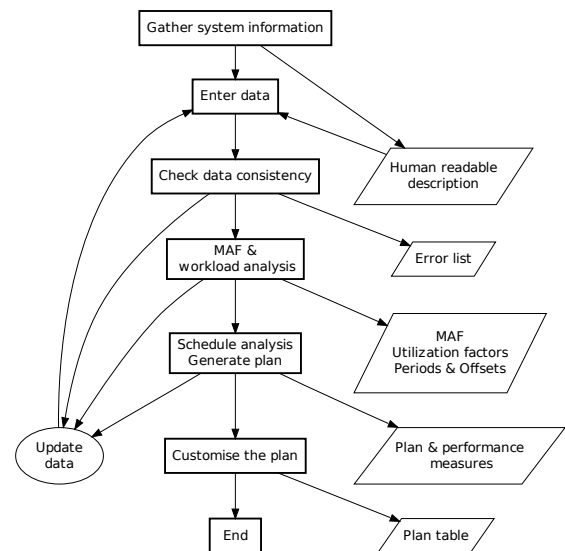 Gather system information
Enter data
Human readable
description
Check data consistency
Error list
MAF &
workload analysis
MAF
Utilization factors
Periods & Offsets
Schedule analysis
Generate plan
Update
data
Customise the plan
Plan & performance
measures
End
Plan table